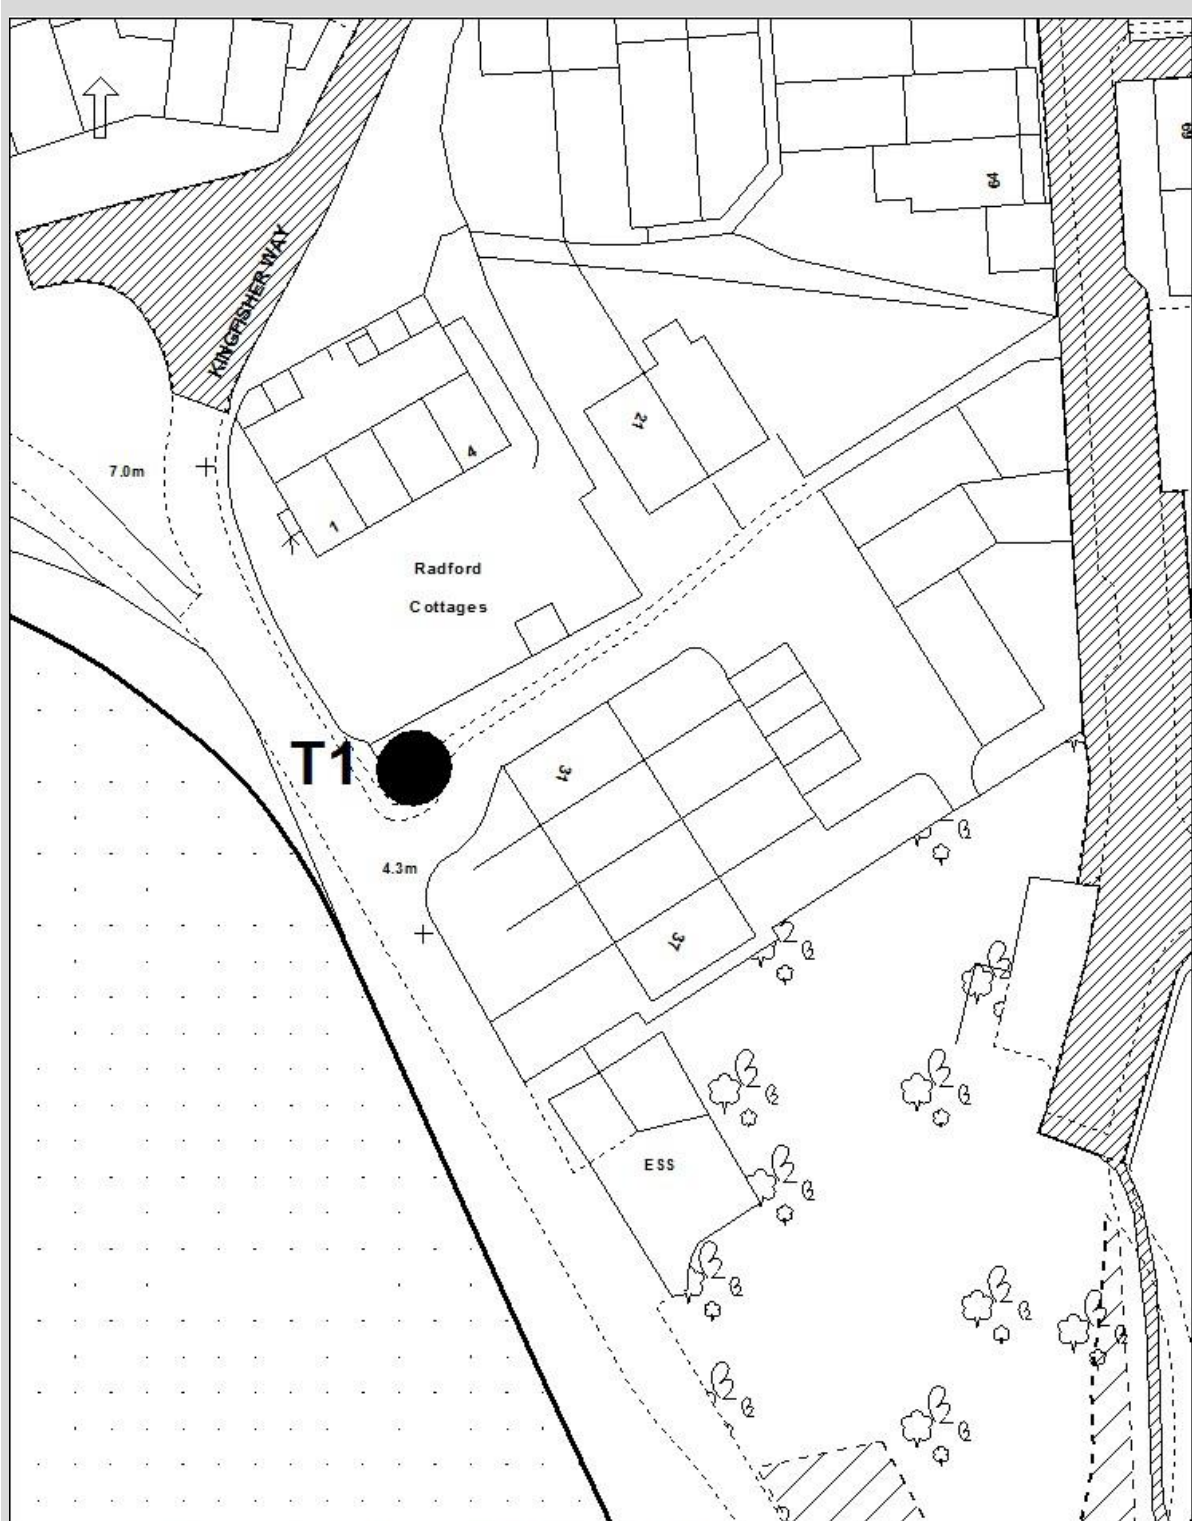 69
64
KINGFISHER WAY
21
4
7.0m
1
Radford
Cottages
T1
31
4.3m
37
ESS